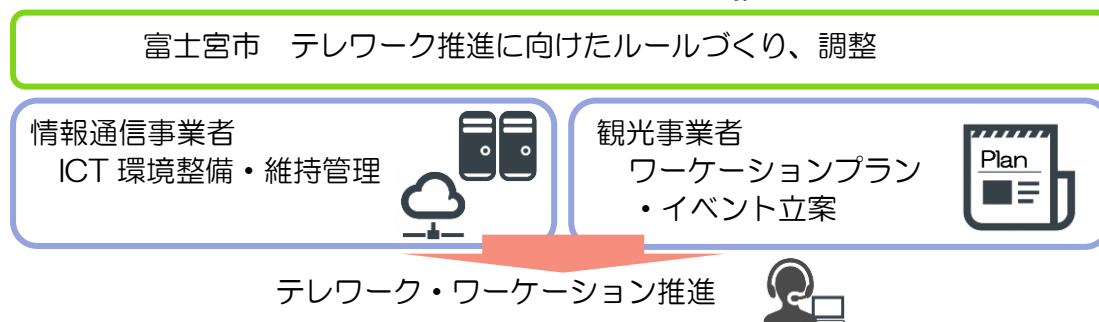 富士宮市　テレワーク推進に向けたルールづくり、調整
情報通信事業者
ICT 環境整備・維持管理
観光事業者
ワーケーションプラン
・イベント立案
Plan
テレワーク・ワーケーション推進